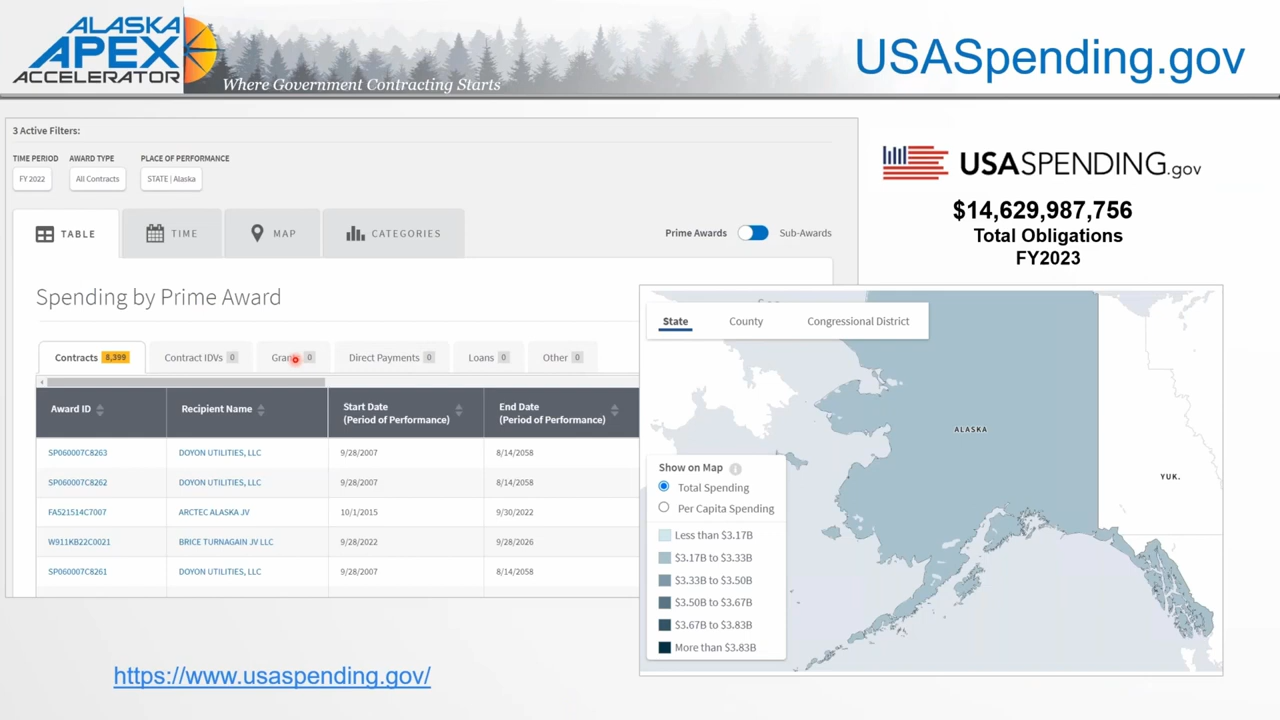 ALASKA
APEX
ACCELERATOR
Where Government Contracting Starts
USASpending.gov
3 Active Filters:
TIME PERIOD AWARD TYPE PLACE OF PERFORMANCE
FY 2022 All Contracts STATE | Alaska
TABLE TIME MAP CATEGORIES
Prime Awards Sub-Awards
USASPENDING.gov
$14,629,987,756
Total Obligations
FY2023
Spending by Prime Award
Contracts 8,399 Contract IDVs 0 0 Direct Payments 0 Loans 0 Other 0
Award ID Recipient Name Start Date (Period of Performance) End Date (Period of Performance)
SP060007C8263 DOYON UTILITIES, LLC 9/28/2007 8/14/2058
SP060007C8262 DOYON UTILITIES, LLC 9/28/2007 8/14/2058
FA521514C7007 ARCTEC ALASKA JV 10/1/2015 9/30/2022
W911KB22C0021 BRICE TURNAGAIN JV LLC 9/28/2022 9/28/2026
SP060007C8261 DOYON UTILITIES, LLC 9/28/2007 8/14/2058
State County Congressional District
ALASKA
YUK.
Show on Map
Total Spending
Per Capita Spending
Less than $3.17B
$3.17B to $3.33B
$3.33B to $3.50B
$3.50B to $3.67B
$3.67B to $3.83B
More than $3.83B
https://www.usaspending.gov/